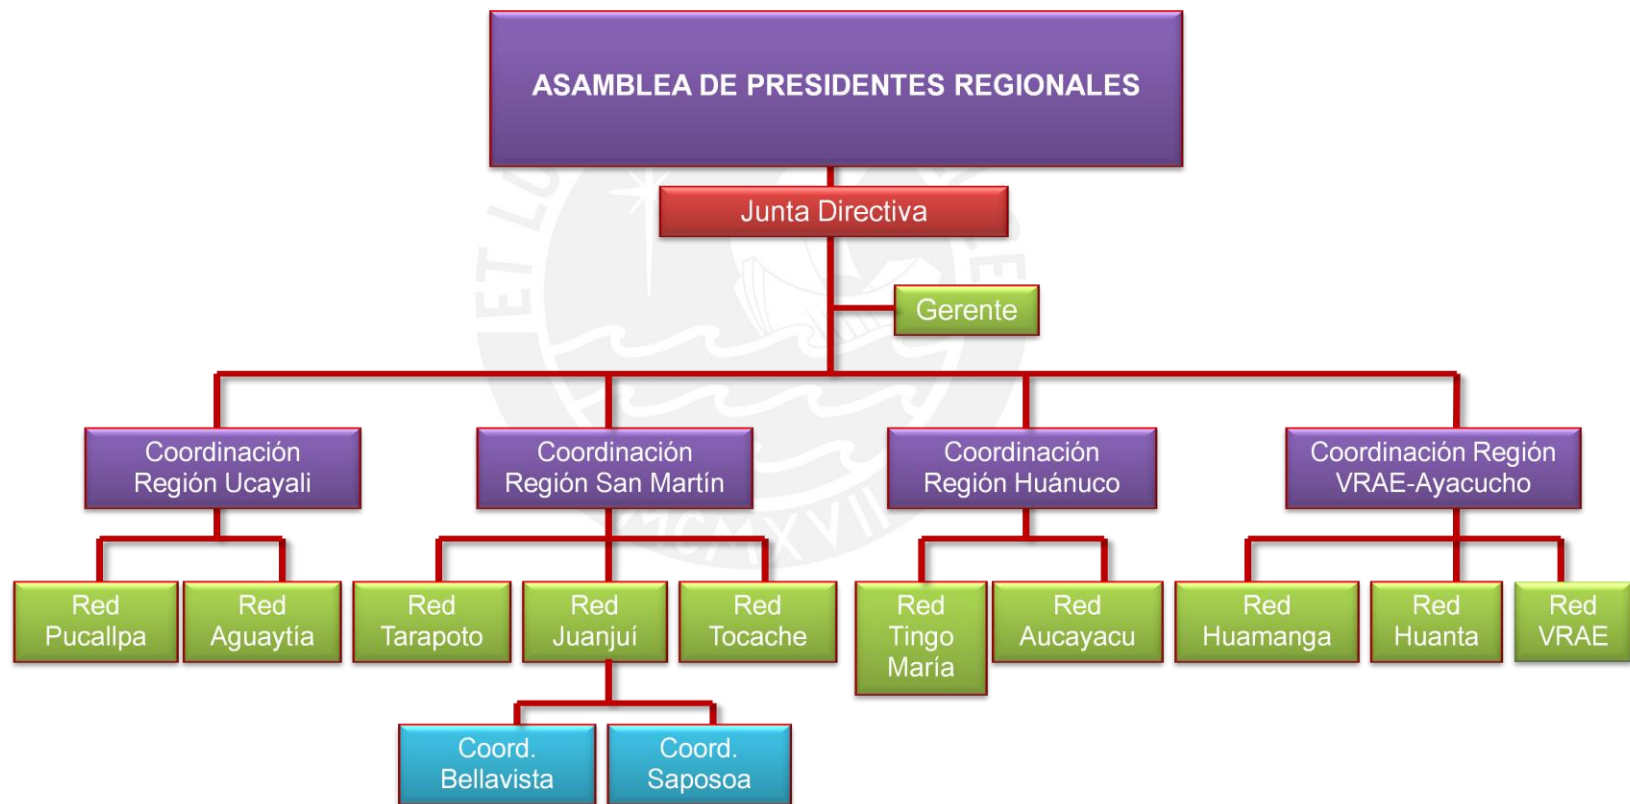 ASAMBLEA DE PRESIDENTES REGIONALES
Junta Directiva
Gerente
Coordinación
Región Ucayali
Coordinación
Región San Martín
Coordinación
Región Huánuco
Coordinación Región
VRAE-Ayacucho
Red
Pucallpa
Red
Aguaytía
Red
Tarapoto
Red
Juanjuí
Red
Tocache
Red
Tingo
María
Red
Aucayacu
Red
Huamanga
Red
Huanta
Red
VRAE
Coord.
Bellavista
Coord.
Saposoa
ET
MCMXVII